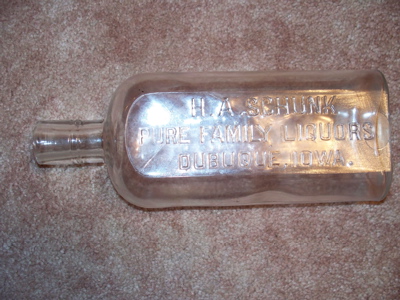 H. A. SCHUNK
PURE FAMILY LIQUORS
DUBUQUE, IOWA.